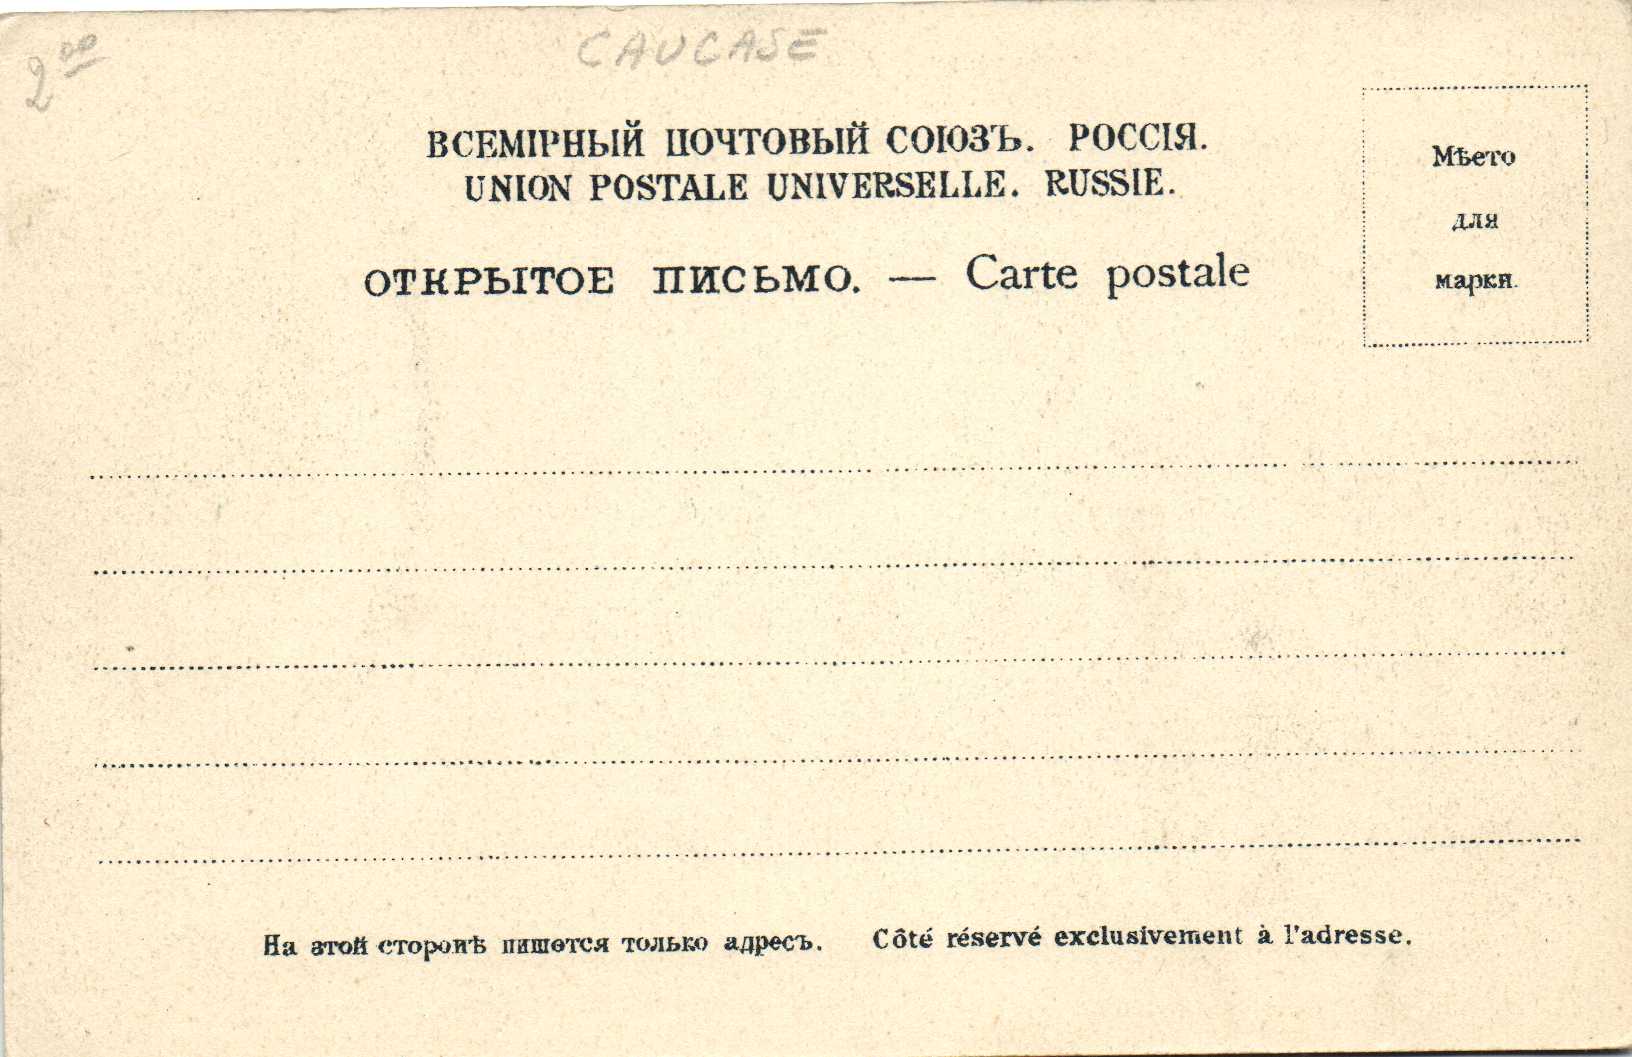 2⁰⁰
CAUCASE
ВСЕМІРНЫЙ ПОЧТОВЫЙ СОЮЗЪ. РОССІЯ.
UNION POSTALE UNIVERSELLE. RUSSIE.
ОТКРЫТОЕ ПИСЬМО. — Carte postale
Мѣсто
для
марки.
На этой сторонѣ пишется только адресъ. Côté réservé exclusivement à l'adresse.